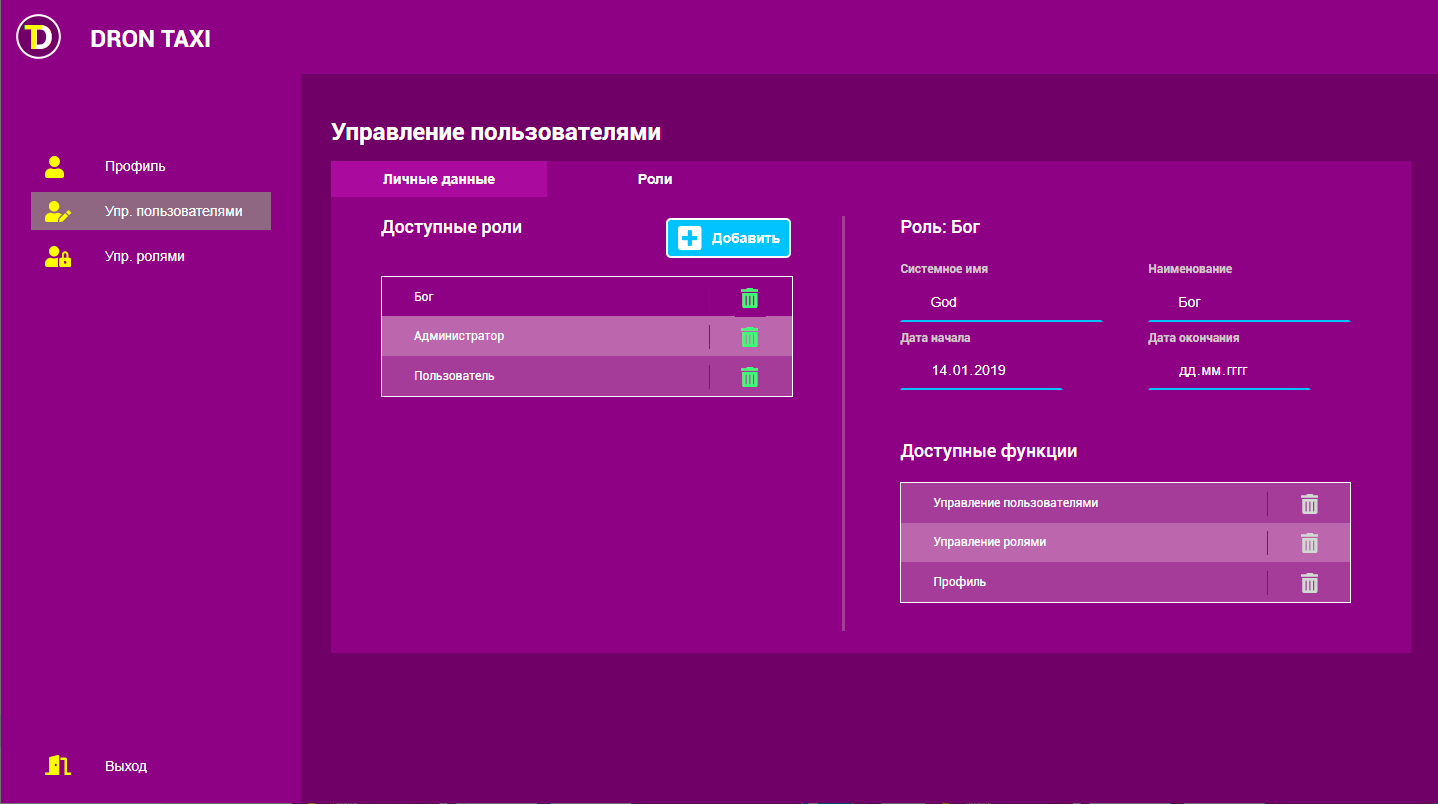 TD
DRON TAXI
Профиль
Упр. пользователями
Упр. ролями
Выход
Управление пользователями
Личные данные
Роли
Доступные роли
Добавить
Бог
Администратор
Пользователь
Роль: Бог
Системное имя
Наименование
God
Бог
Дата начала
Дата окончания
14.01.2019
дд.мм.гггг
Доступные функции
Управление пользователями
Управление ролями
Профиль